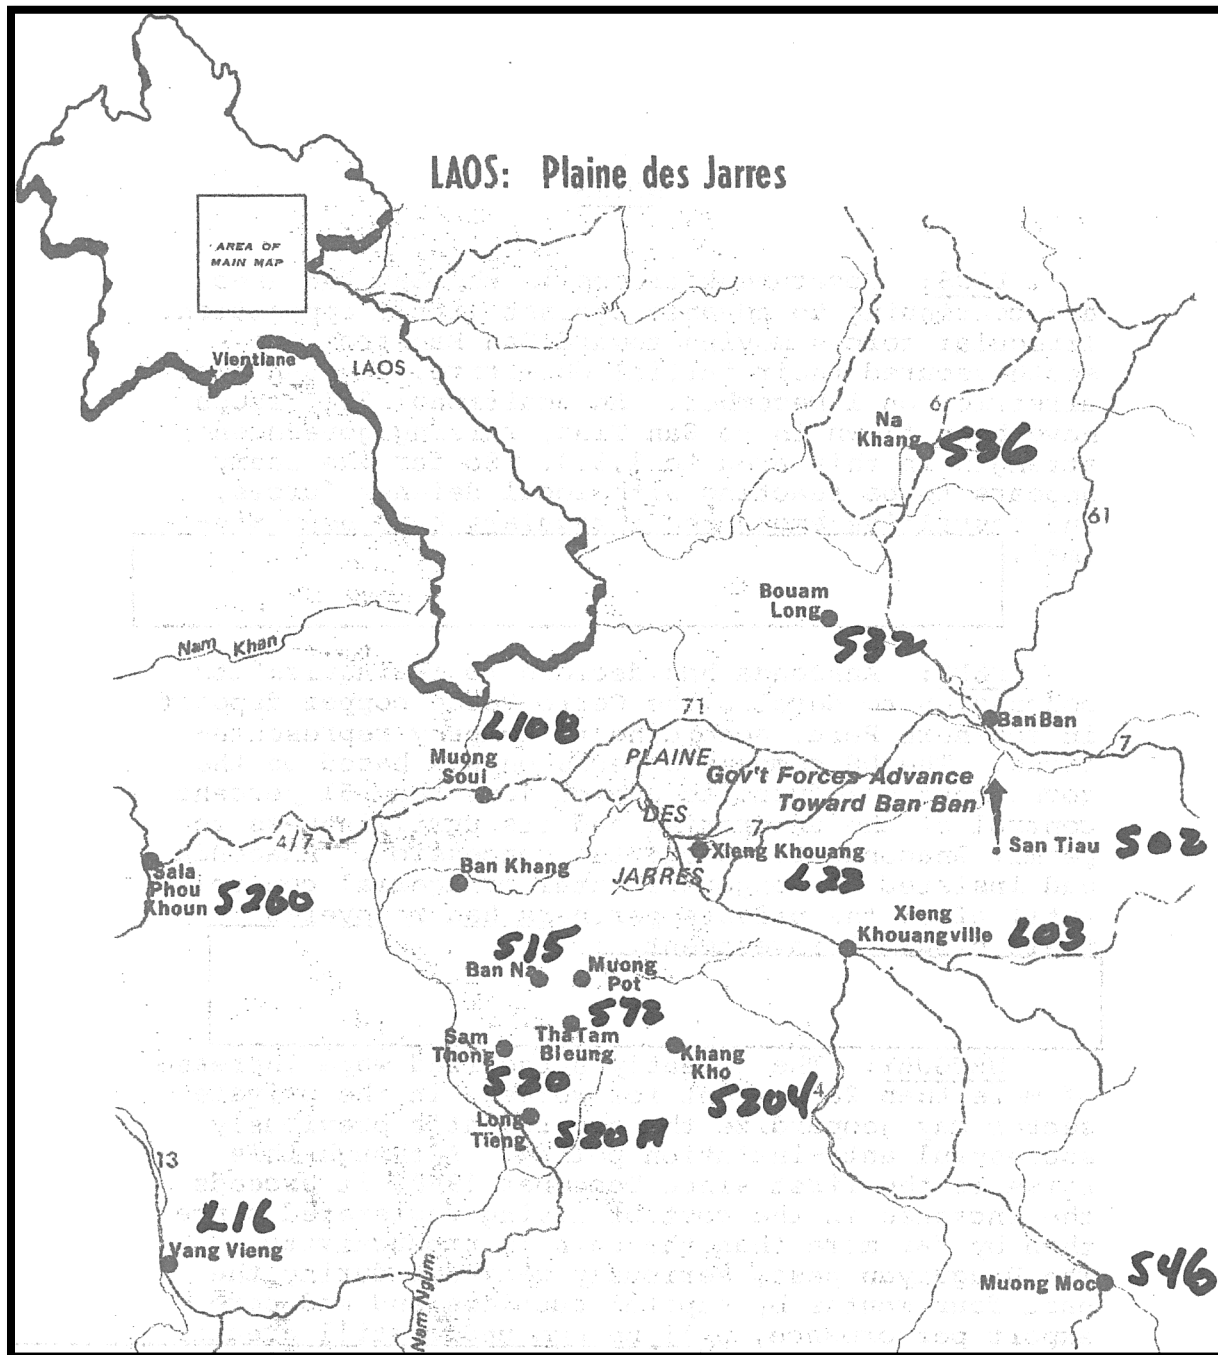 LAOS: Plaine des Jarres
AREA OF
MAIN MAP
Vientiane
LAOS
6
Na
Khang
S36
61
Bouam
Long
S32
Nam Khan
L108
Muong
Soui
71
BanBan
7
PLAINE
DES
JARRES
Gov't Forces Advance
Toward Ban Ban
7
San Tiau S02
4/7
Sala
Phou
Khoun S260
Ban Khang
Xieng Khouang
L22
Xieng
Khouangville L03
S15
Ban Na
Muong
Pot
S72
Tha Tam
Bleung
Sam
Thong
S20
Khang
Kho
S204
4
Long
Tieng
S20A
13
L16
Vang Vieng
Nam Ngum
Muong Moc S46